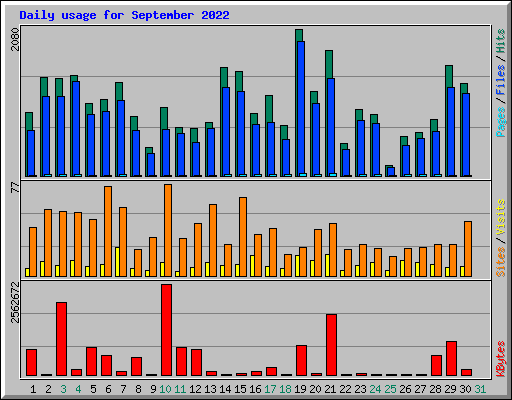 Daily usage for September 2022
2080
Pages / Files / Hits
77
Sites / Visits
2562672
KBytes
1 2 3 4 5 6 7 8 9 10 11 12 13 14 15 16 17 18 19 20 21 22 23 24 25 26 27 28 29 30 31